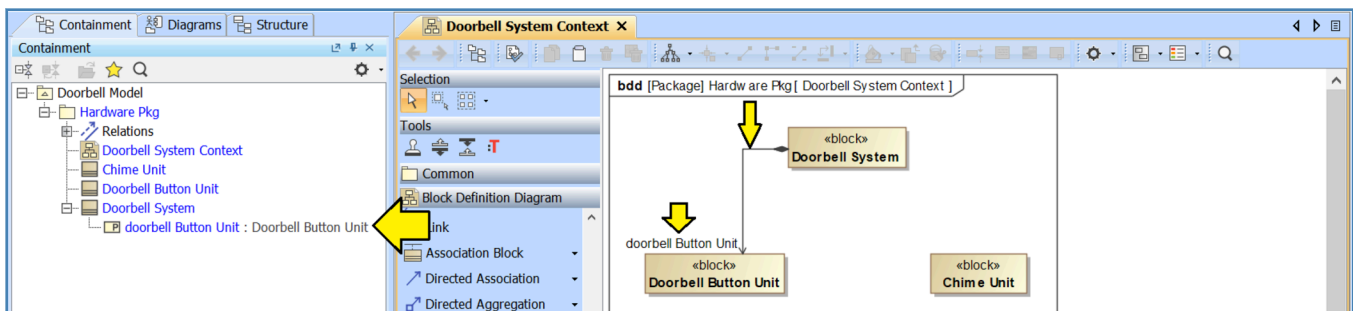 Containment Diagrams Structure
Containment
Doorbell Model
Hardware Pkg
Relations
Doorbell System Context
Chime Unit
Doorbell Button Unit
Doorbell System
P doorbell Button Unit : Doorbell Button Unit
Doorbell System Context
Selection
Tools
:T
Common
Block Definition Diagram
Link
Association Block
Directed Association
Directed Aggregation
bdd [Package] Hardware Pkg [ Doorbell System Context ]
«block»
Doorbell System
doorbell Button Unit
«block»
Doorbell Button Unit
«block»
Chime Unit